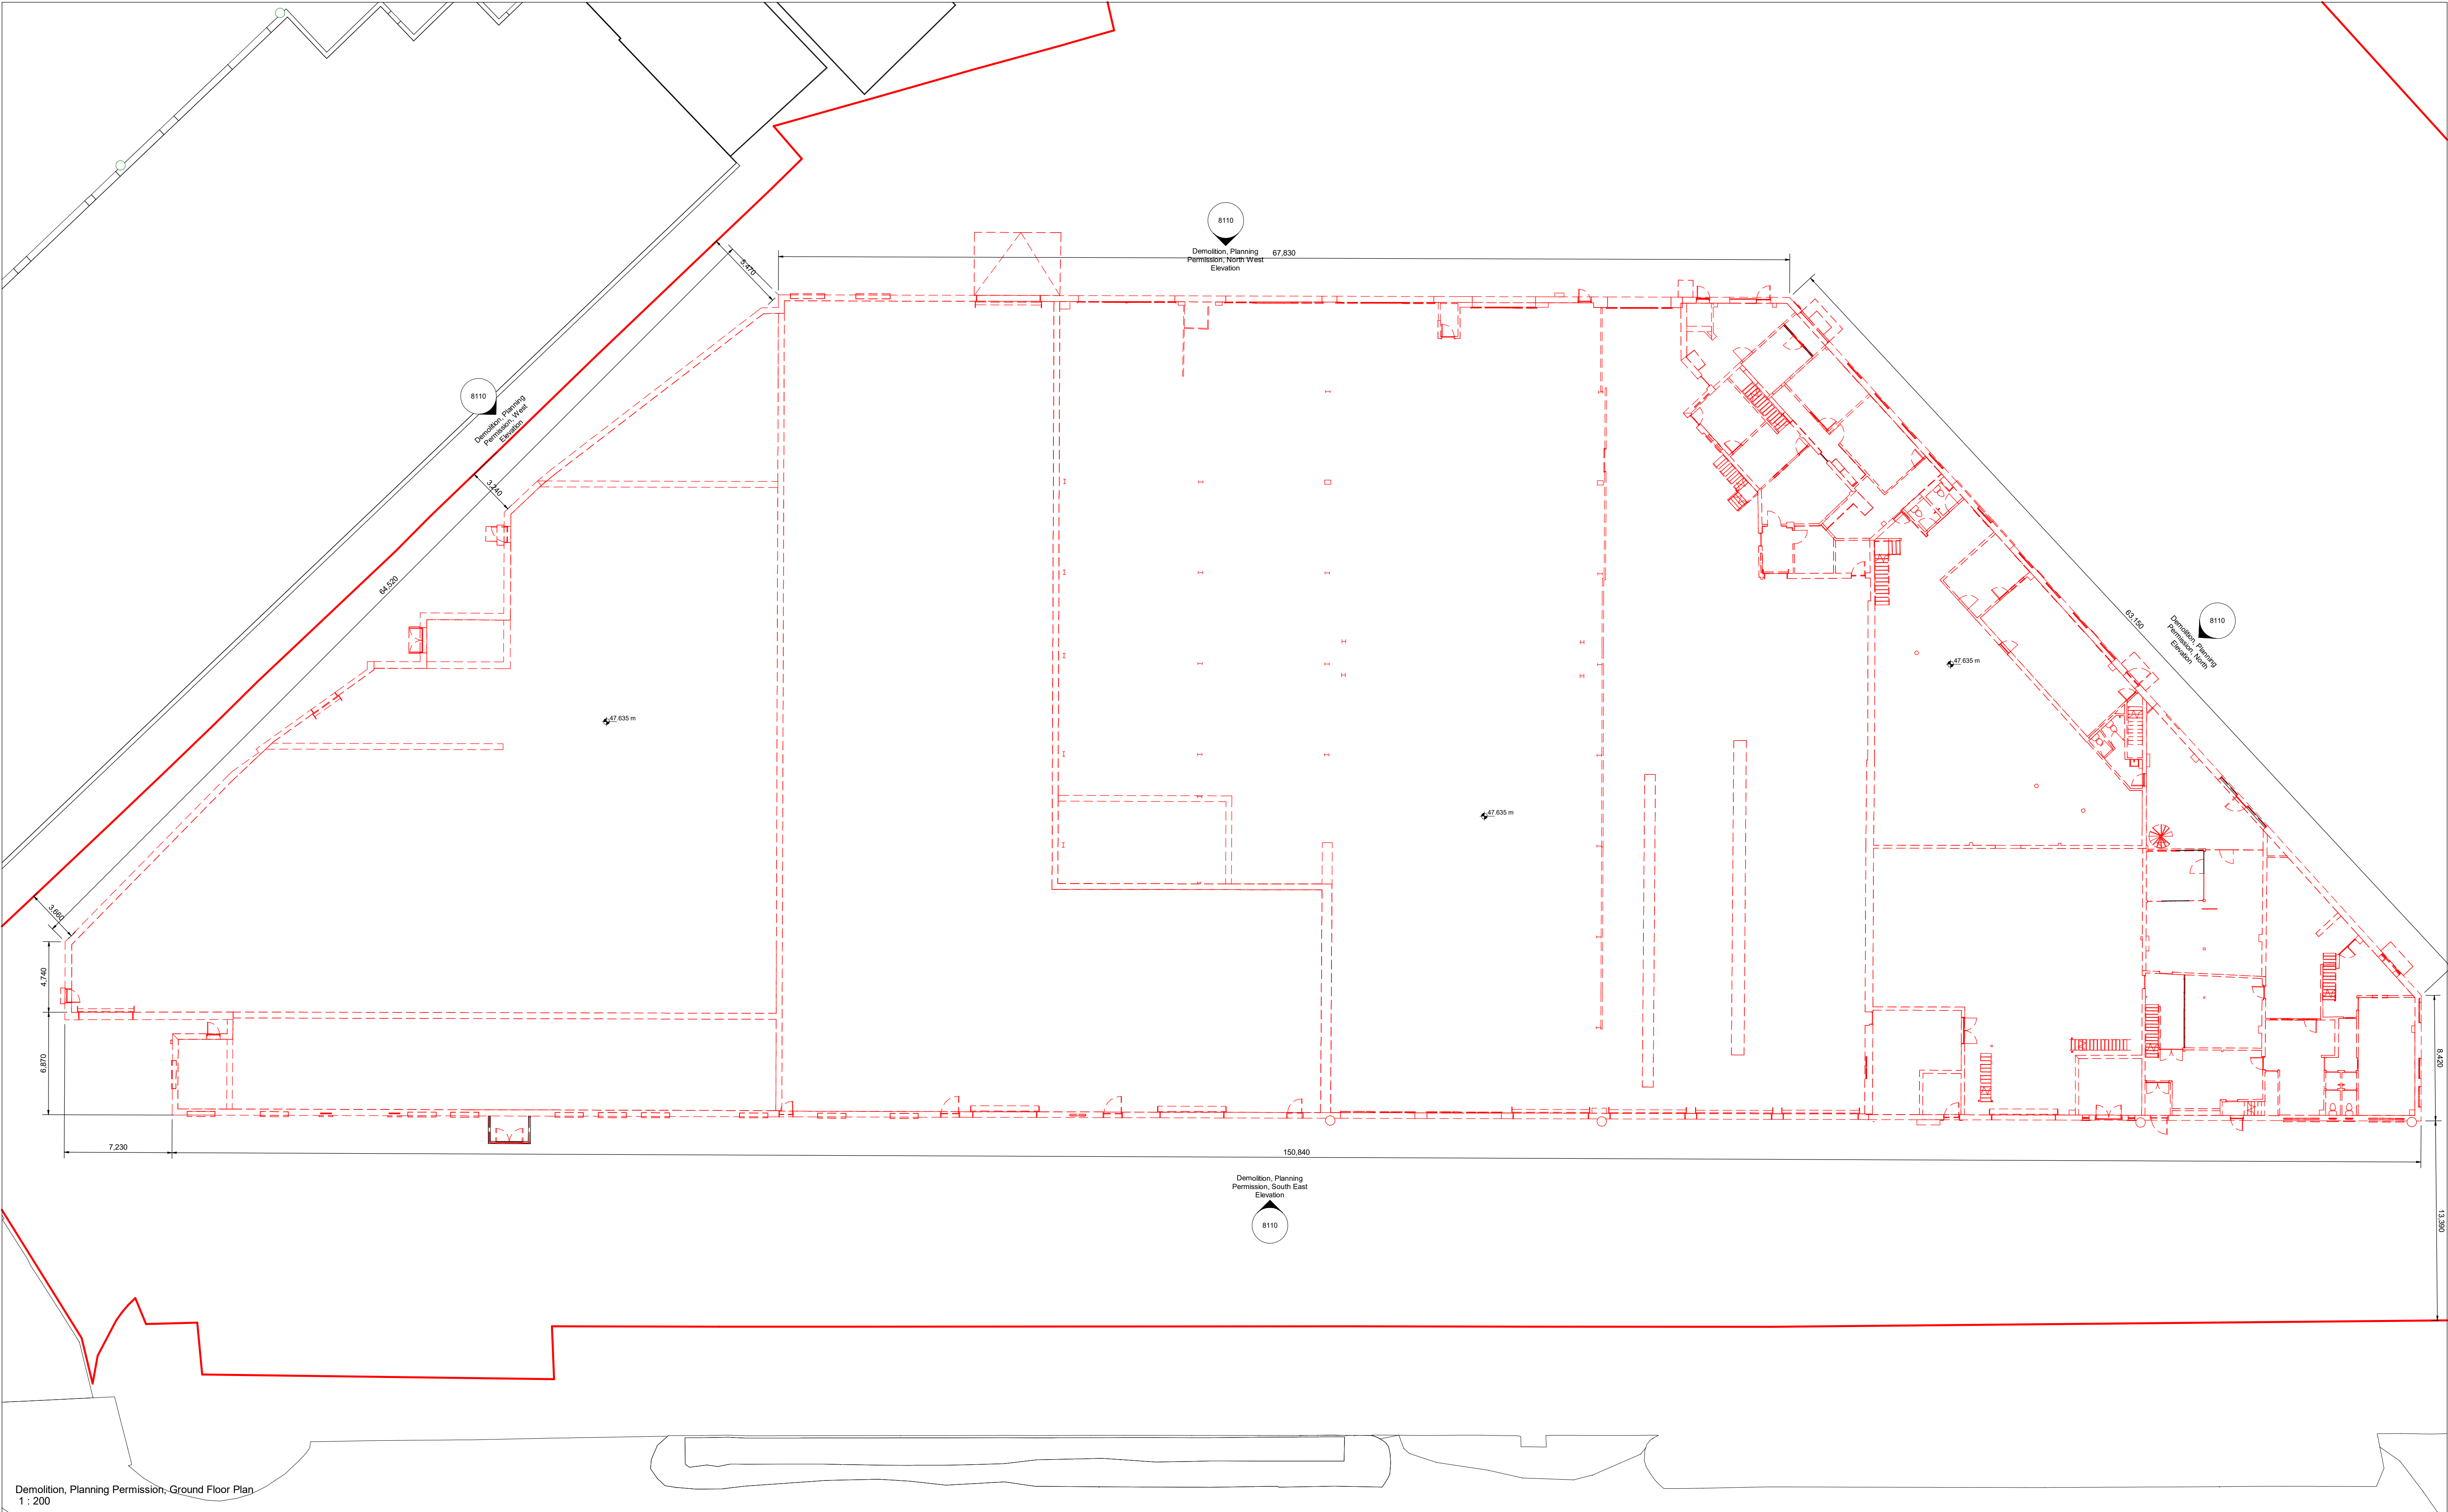 8110
Demolition, Planning
Permission, North West
Elevation
67,830
5,470
8110
Demolition, Planning
Permission, West
Elevation
3,240
64,520
63,150
8110
Demolition, Planning
Permission, North
Elevation
47.635 m
47.635 m
47.635 m
3,660
4,740
6,870
8,420
7,230
150,840
Demolition, Planning
Permission, South East
Elevation
8110
13,390
Demolition, Planning Permission, Ground Floor Plan
1 : 200